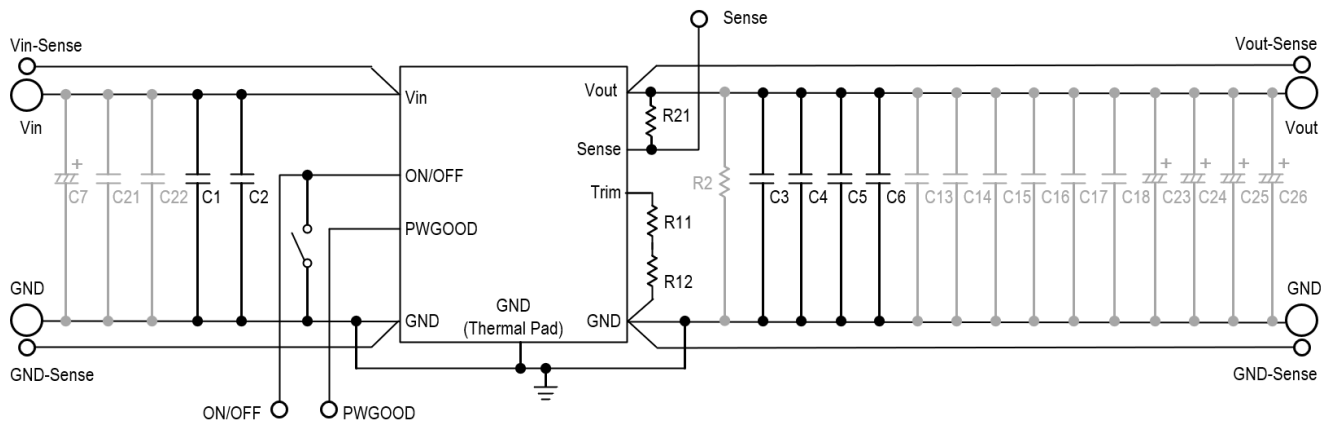 Sense
Vin-Sense
Vout-Sense
Vin
Vin
Vout
Vout
R21
Sense
C7
+
C21
C22
C1
C2
ON/OFF
Trim
R2
C3
C4
C5
C6
C13
C14
C15
C16
C17
C18
+
C23
+
C24
+
C25
+
C26
PWGOOD
R11
R12
GND
GND
GND
(Thermal Pad)
GND
GND
GND-Sense
GND-Sense
ON/OFF
PWGOOD